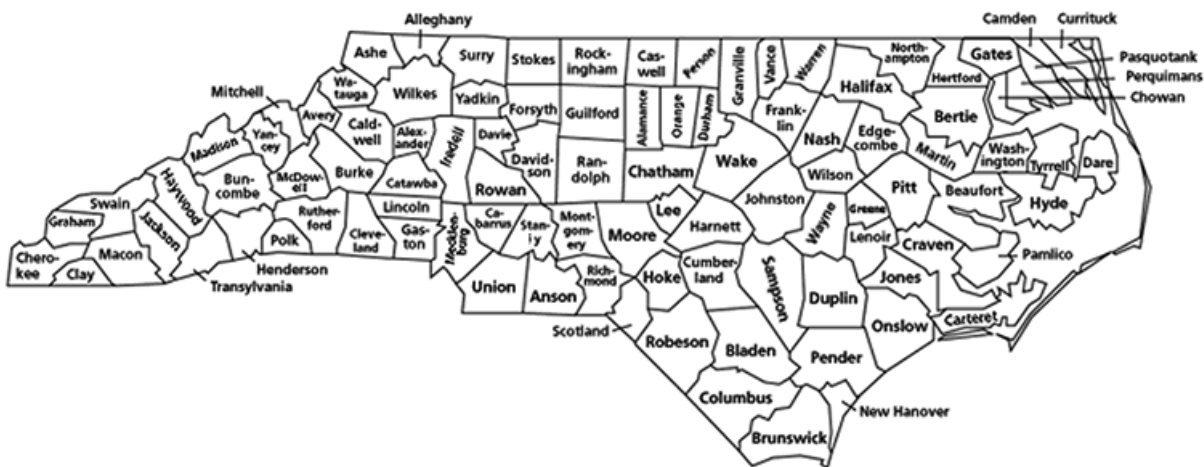 Alleghany
Camden
Currituck
Ashe
Surry
Stokes
Rock-
ingham
Cas-
well
Person
Granville
Vance
Warren
North-
ampton
Gates
Pasquotank
Hertford
Perquimans
Chowan
Mitchell
Wa-
tauga
Wilkes
Yadkin
Forsyth
Guilford
Alamance
Orange
Durham
Frank-
lin
Halifax
Bertie
Avery
Cald-
well
Alex-
ander
Iredell
Davie
Nash
Edge-
combe
Martin
Wash-
ington
Tyrrell
Dare
Madison
Yan-
cey
Burke
Catawba
Rowan
David-
son
Ran-
dolph
Chatham
Wake
Wilson
Pitt
Beaufort
Hyde
Haywood
Bun-
combe
McDow-
ell
Swain
Graham
Jackson
Ruther-
ford
Polk
Cleve-
land
Lincoln
Gas-
ton
Mecklen-
burg
Ca-
barrus
Stan-
ly
Mont-
gom-
ery
Moore
Lee
Harnett
Johnston
Wayne
Greene
Lenoir
Craven
Pamlico
Chero-
kee
Clay
Macon
Transylvania
Henderson
Union
Anson
Rich-
mond
Scotland
Hoke
Cumber-
land
Sampson
Duplin
Jones
Onslow
Carteret
Robeson
Bladen
Pender
Columbus
New Hanover
Brunswick